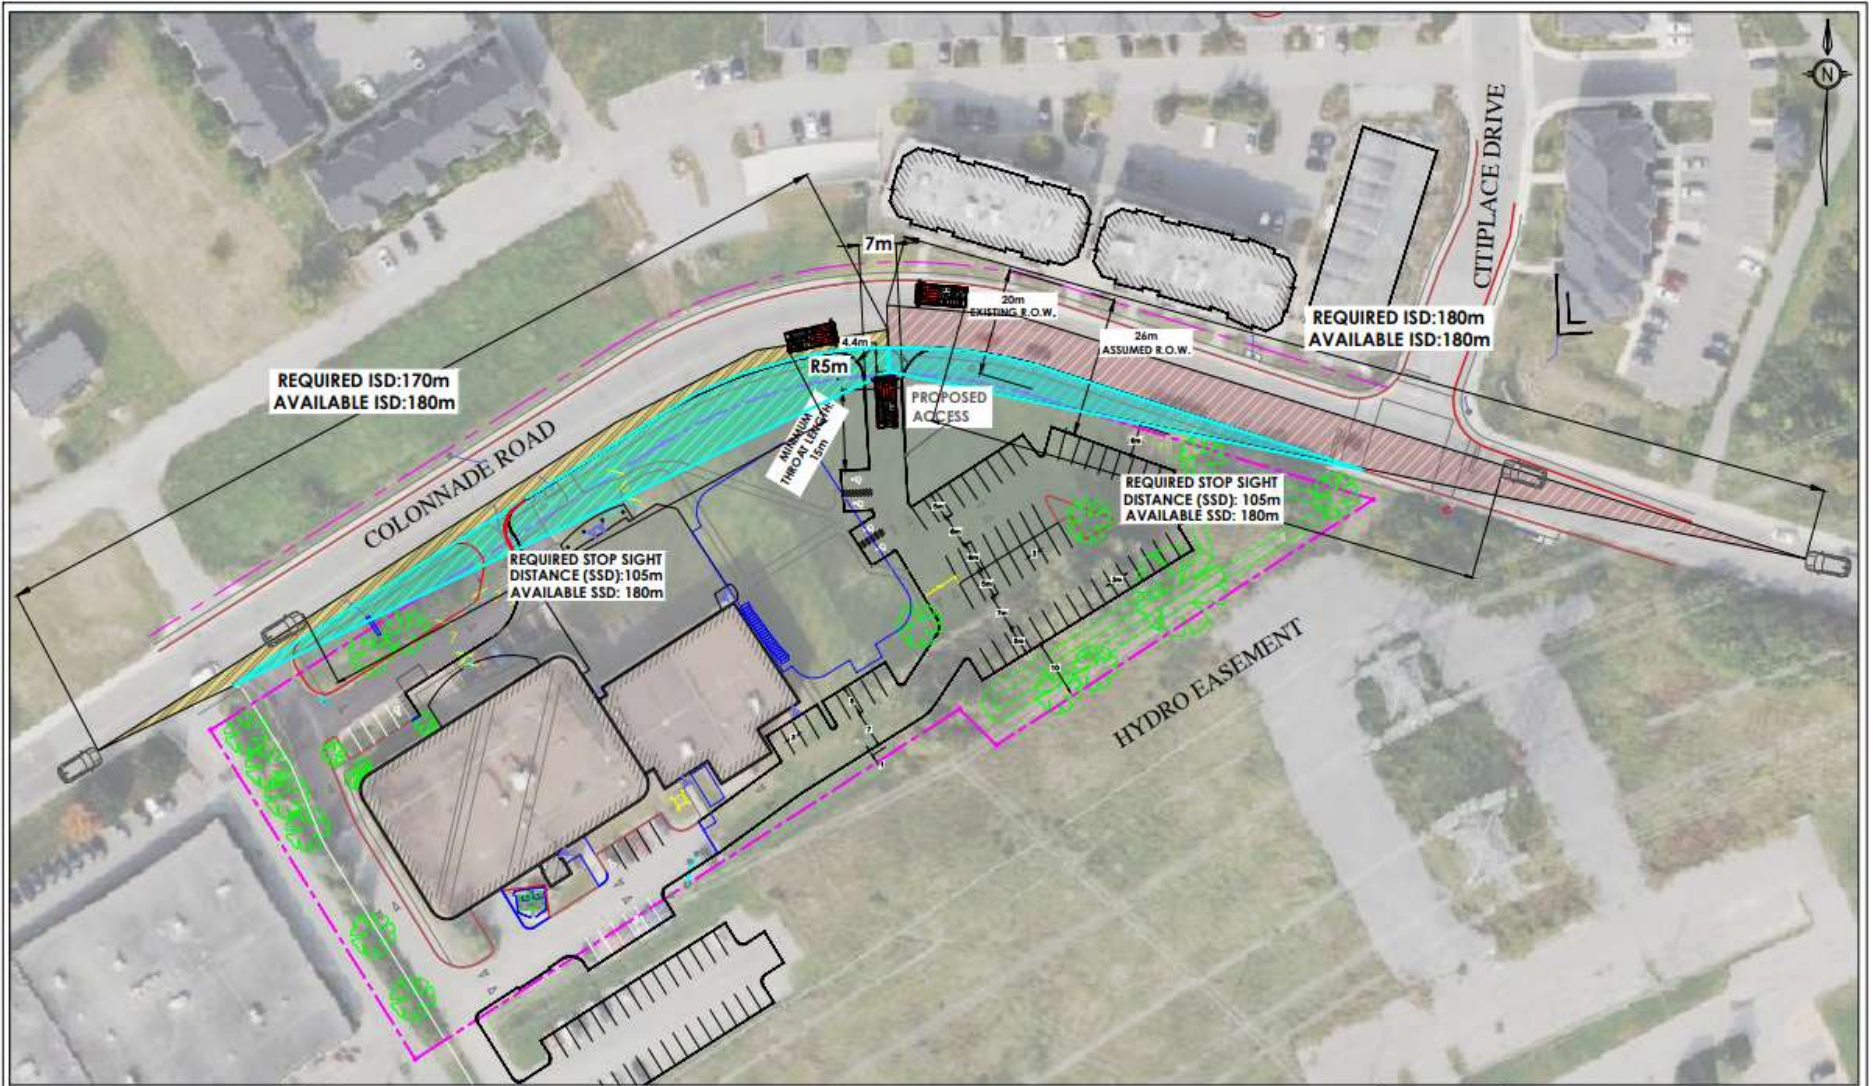 N
CITIPLACE DRIVE
7m
20m
EXISTING R.O.W.
26m
ASSUMED R.O.W.
REQUIRED ISD:180m
AVAILABLE ISD:180m
4.4m
R5m
REQUIRED ISD:170m
AVAILABLE ISD:180m
PROPOSED
ACCESS
MINIMUM
THROAT LENGTH:
15m
COLONNADE ROAD
REQUIRED STOP SIGHT
DISTANCE (SSD): 105m
AVAILABLE SSD: 180m
REQUIRED STOP SIGHT
DISTANCE (SSD):105m
AVAILABLE SSD: 180m
HYDRO EASEMENT
10